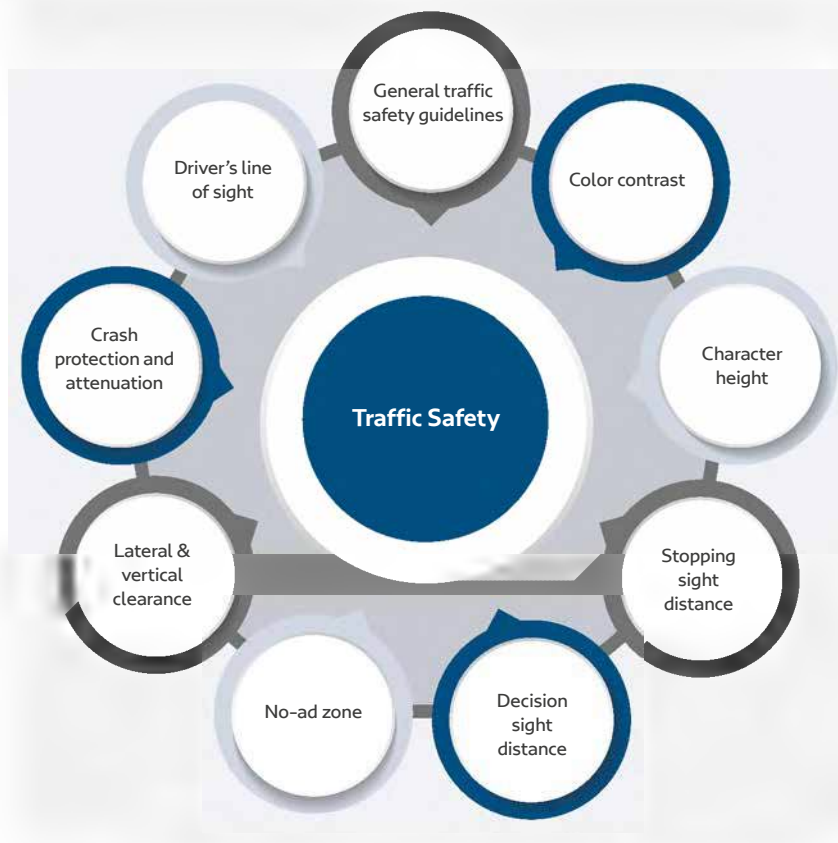 General traffic
safety guidelines
Color contrast
Character
height
Stopping
sight
distance
Decision
sight
distance
No-ad zone
Lateral &
vertical
clearance
Crash
protection and
attenuation
Driver’s line
of sight
Traffic Safety